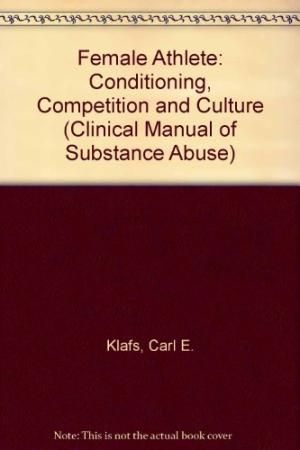 Female Athlete:
Conditioning,
Competition and Culture
(Clinical Manual of
Substance Abuse)
Klafs, Carl E.
Note: This is not the actual book cover